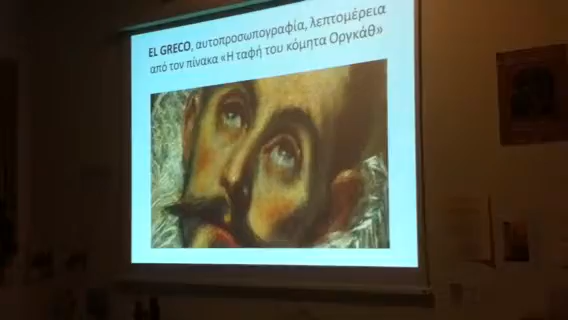 EL GRECO, αυτοπροσωπογραφία, λεπτομέρεια
από τον πίνακα «Η ταφή του κόμητα Οργκάθ»